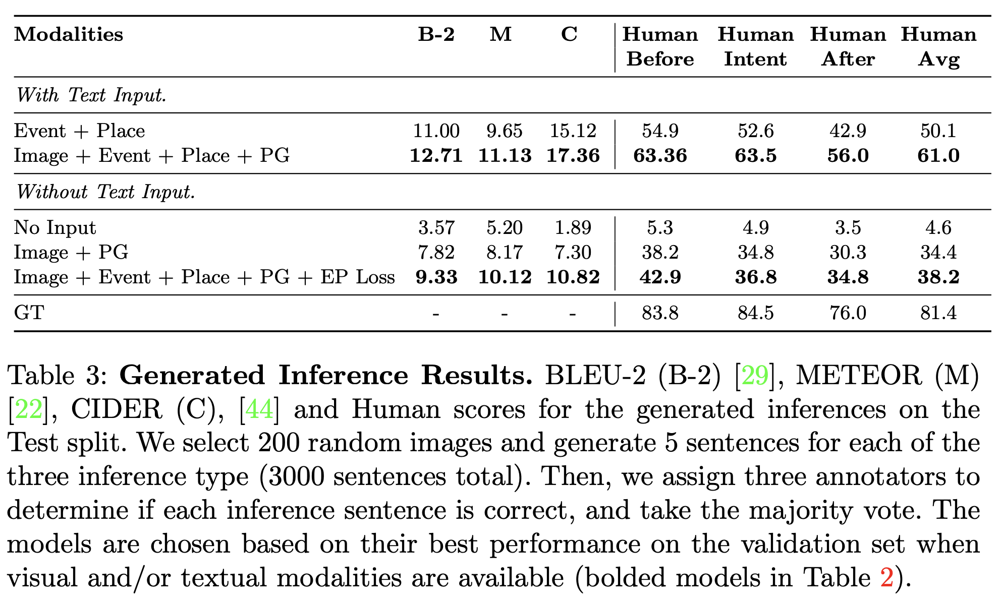 Modalities B-2 M C Human Human Human Human
Before Intent After Avg
With Text Input.
Event + Place 11.00 9.65 15.12 54.9 52.6 42.9 50.1
Image + Event + Place + PG 12.71 11.13 17.36 63.36 63.5 56.0 61.0
Without Text Input.
No Input 3.57 5.20 1.89 5.3 4.9 3.5 4.6
Image + PG 7.82 8.17 7.30 38.2 34.8 30.3 34.4
Image + Event + Place + PG + EP Loss 9.33 10.12 10.82 42.9 36.8 34.8 38.2
GT - - - 83.8 84.5 76.0 81.4
Table 3: Generated Inference Results. BLEU-2 (B-2) [29], METEOR (M)
[22], CIDER (C), [44] and Human scores for the generated inferences on the
Test split. We select 200 random images and generate 5 sentences for each of the
three inference type (3000 sentences total). Then, we assign three annotators to
determine if each inference sentence is correct, and take the majority vote. The
models are chosen based on their best performance on the validation set when
visual and/or textual modalities are available (bolded models in Table 2).